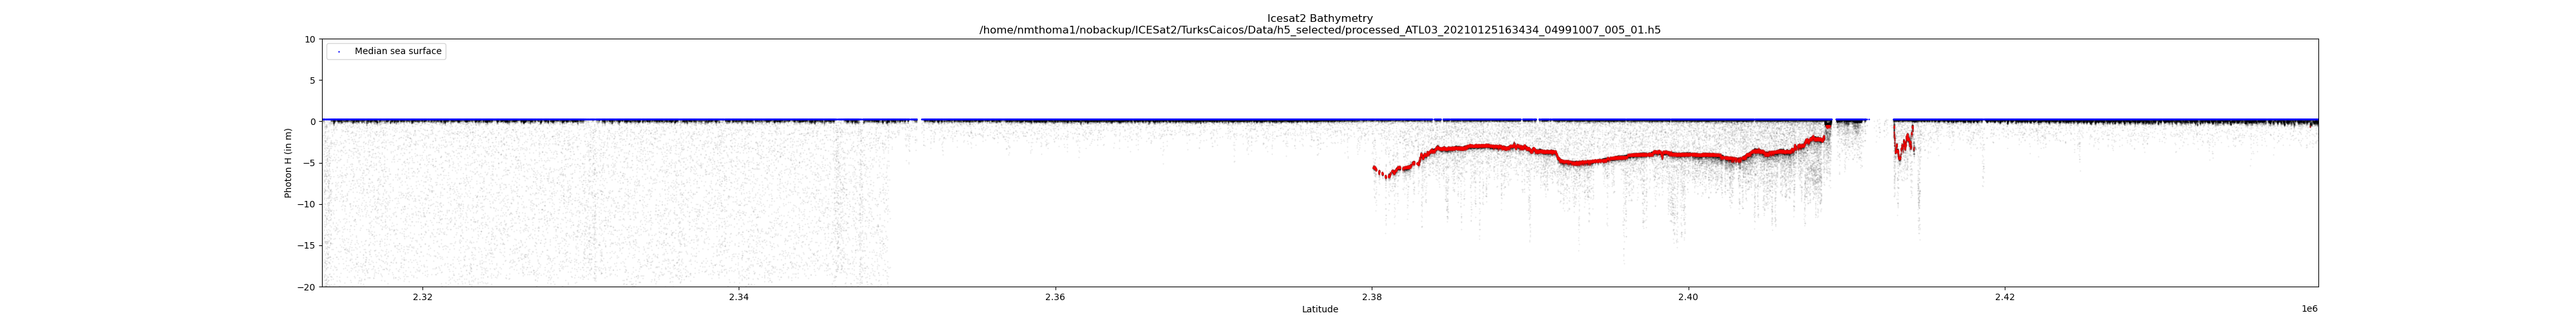 Icesat2 Bathymetry
/home/nmthoma1/nobackup/ICESat2/TurksCaicos/Data/h5_selected/processed_ATL03_20210125163434_04991007_005_01.h5
Median sea surface
10
5
0
−5
−10
−15
−20
Photon H (in m)
2.32
2.34
2.36
2.38
2.40
2.42
1e6
Latitude